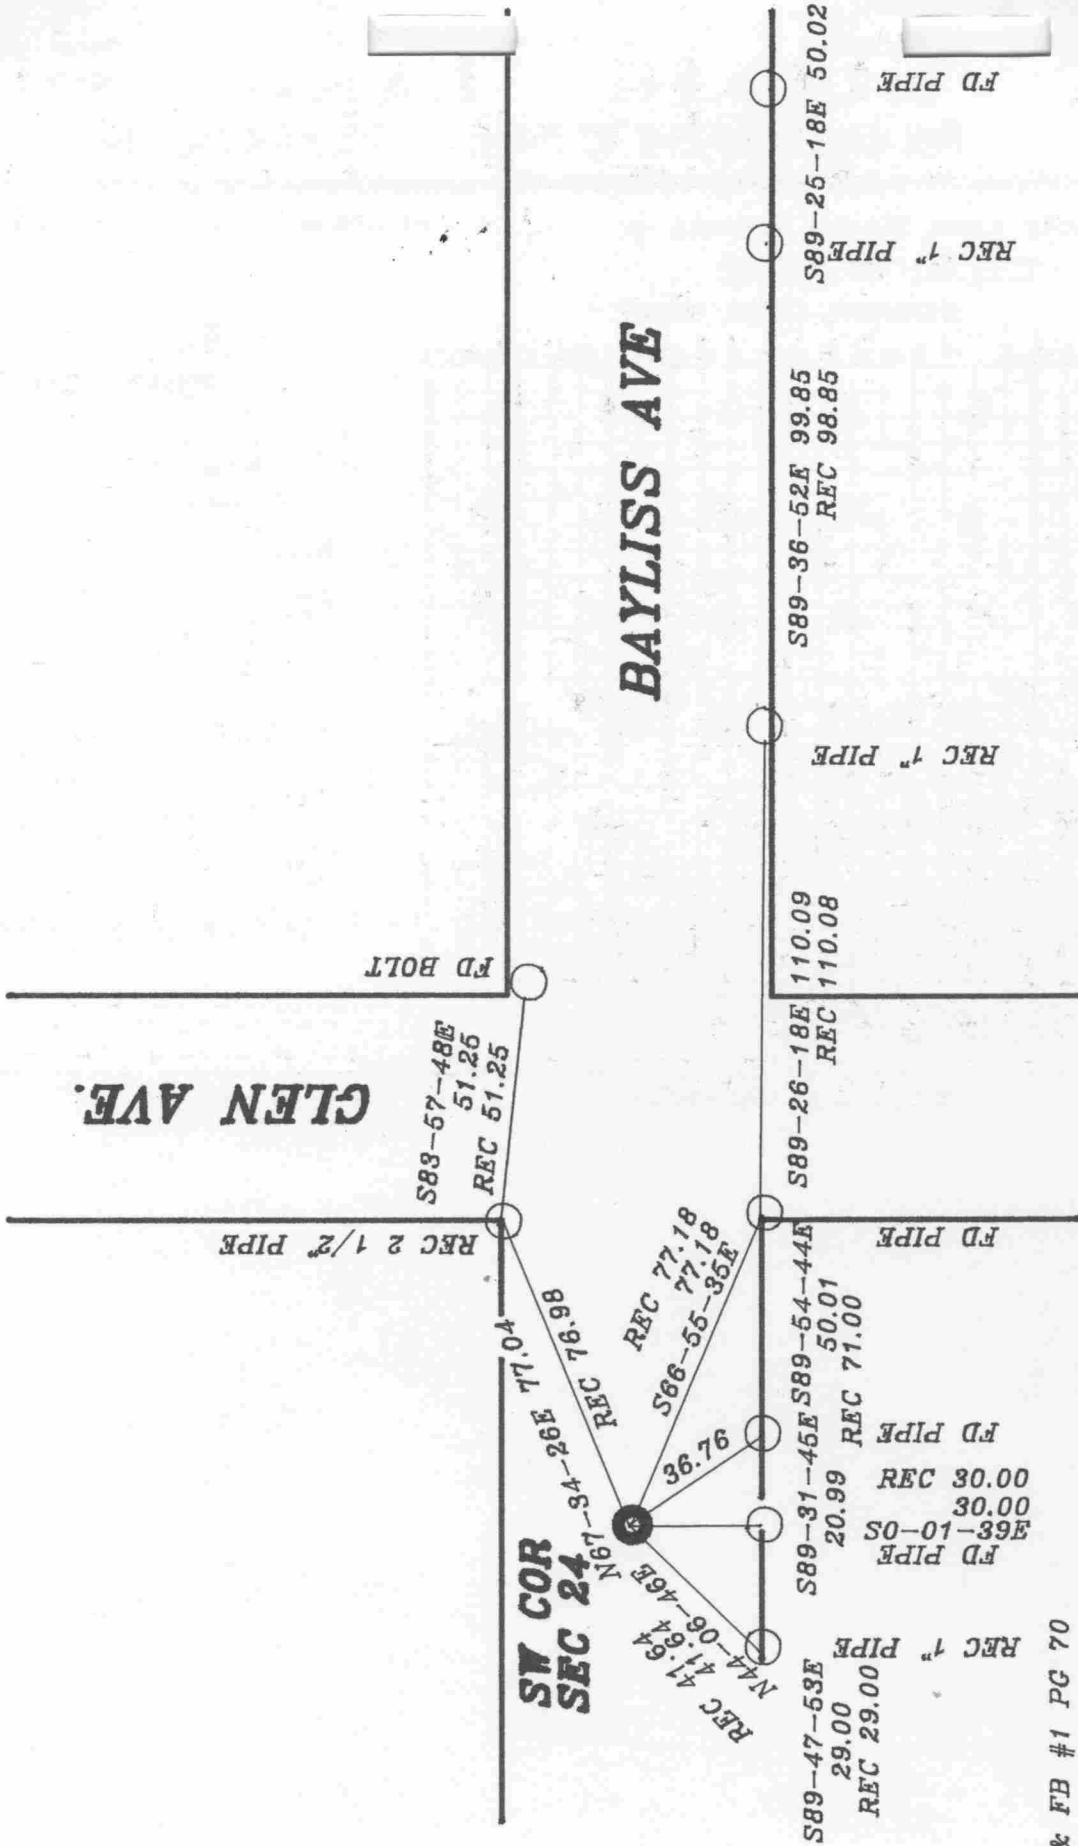 GLEN AVE.
BAYLISS AVE
SW COR
SEC 24
REC 2 1/2" PIPE
S83-57-48E
51.25
REC 51.25
FD BOLT
N67-34-26E 77.04
REC 76.98
REC 77.18
77.18
S66-55-35E
36.76
REC 41.64
41.64
N44-06-46E
S89-47-53E
29.00
REC 29.00
REC 1" PIPE
S89-31-45E
20.99
FD PIPE
S0-01-39E
30.00
REC 30.00
FD PIPE
S89-54-44E
50.01
REC 71.00
FD PIPE
S89-26-18E 110.09
REC 110.08
REC 1" PIPE
S89-36-52E 99.85
REC 98.85
REC 1" PIPE
S89-25-18E 50.02
FD PIPE
& FB #1 PG 70